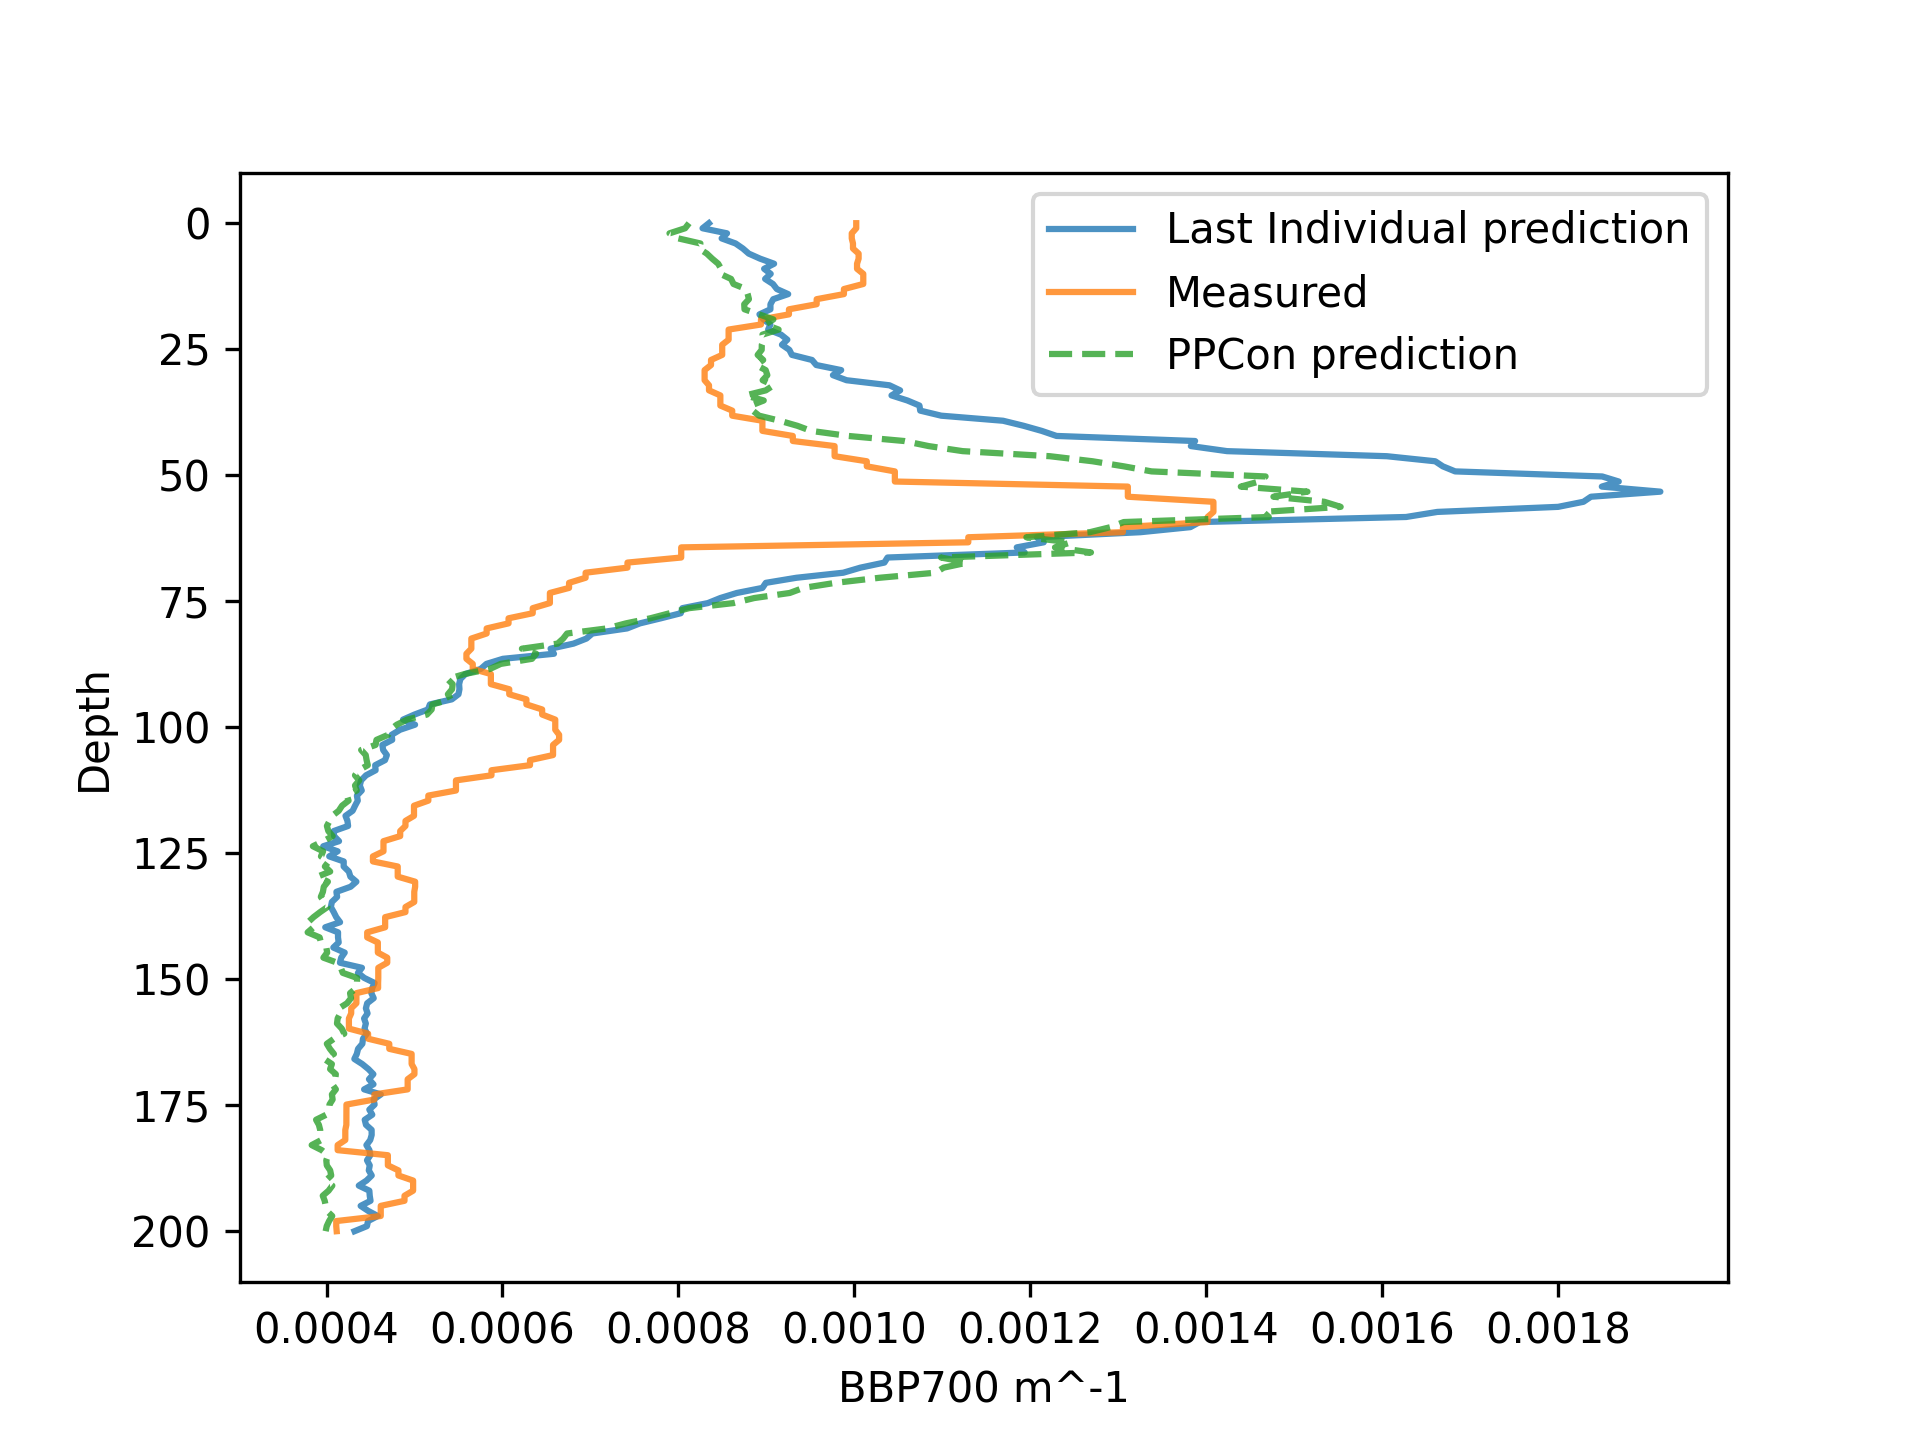 Last Individual prediction
Measured
PPCon prediction
0
25
50
75
100
125
150
175
200
Depth
0.0004 0.0006 0.0008 0.0010 0.0012 0.0014 0.0016 0.0018
BBP700 m^-1